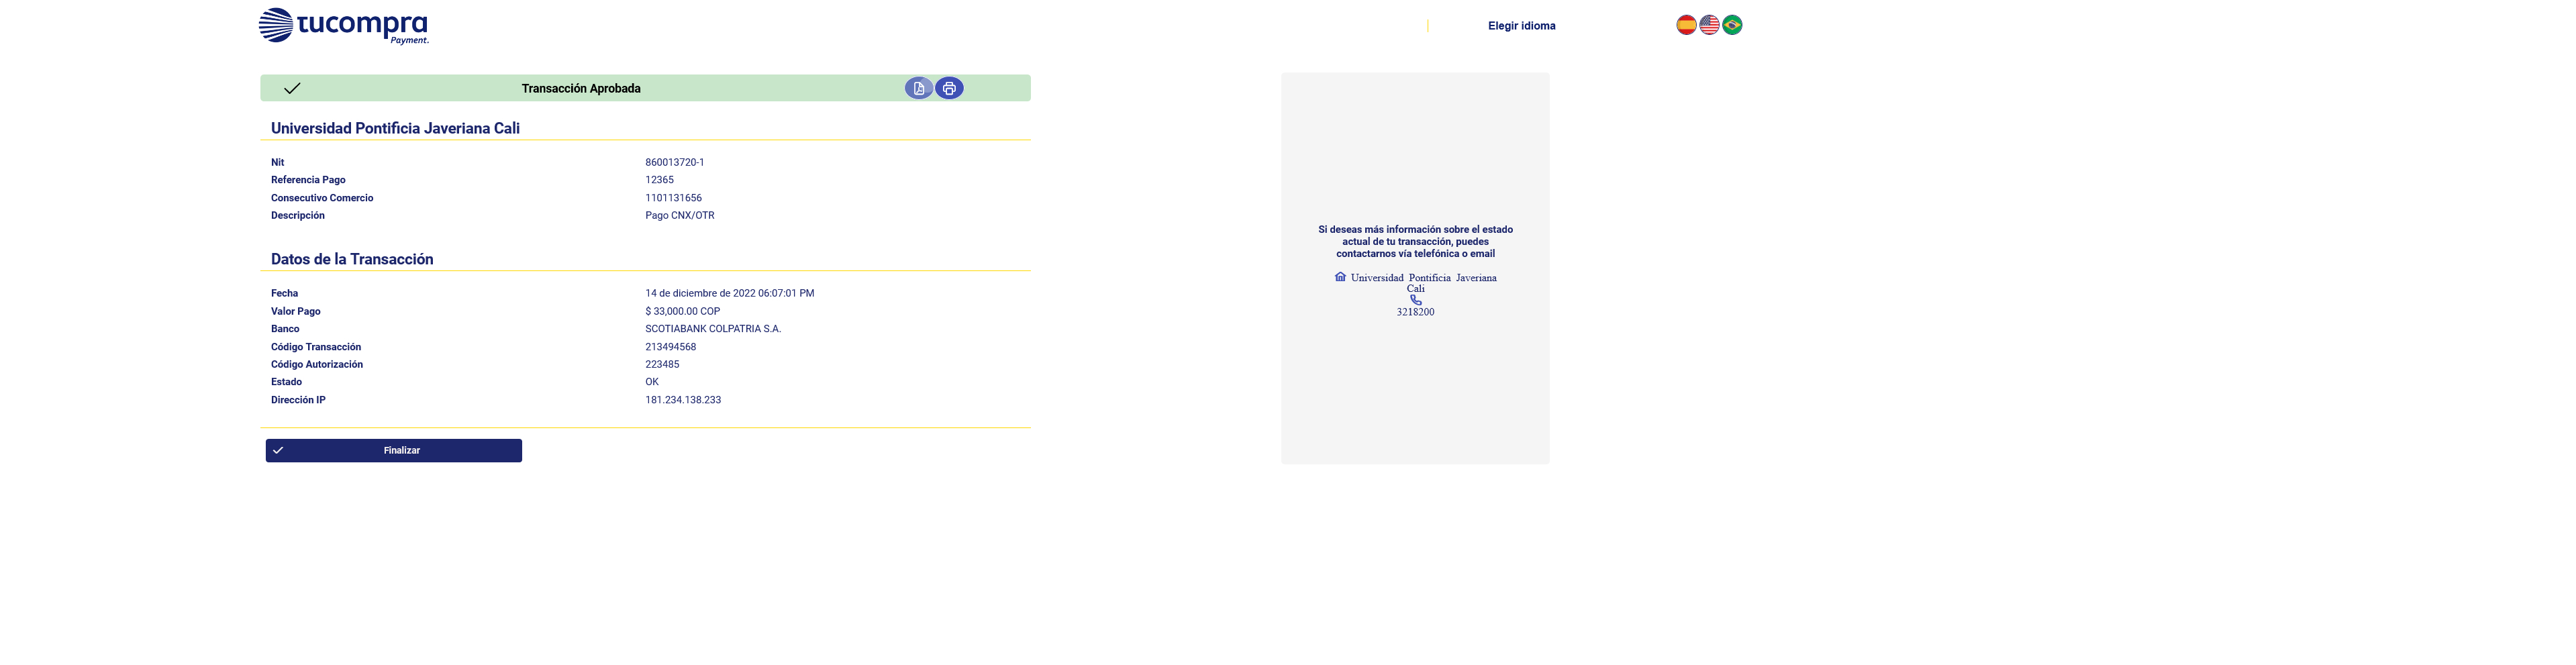 tucompra
Payment.
Elegir idioma
Transacción Aprobada
Universidad Pontificia Javeriana Cali
Nit 860013720-1
Referencia Pago 12365
Consecutivo Comercio 1101131656
Descripción Pago CNX/OTR
Datos de la Transacción
Fecha 14 de diciembre de 2022 06:07:01 PM
Valor Pago $ 33,000.00 COP
Banco SCOTIABANK COLPATRIA S.A.
Código Transacción 213494568
Código Autorización 223485
Estado OK
Dirección IP 181.234.138.233
Finalizar
Si deseas más información sobre el estado
actual de tu transacción, puedes
contactarnos vía telefónica o email
Universidad Pontificia Javeriana
Cali
3218200